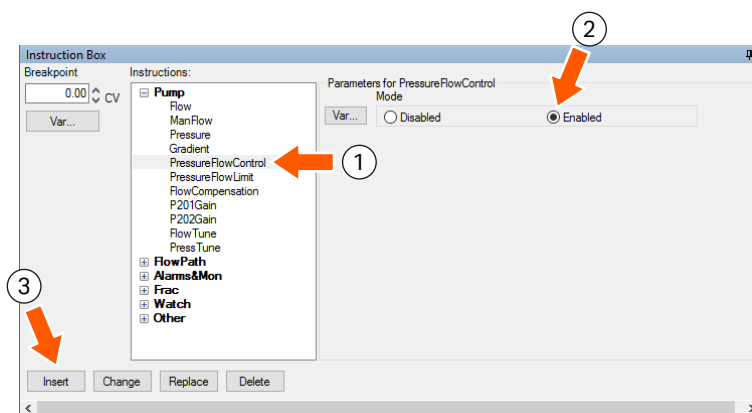 2
Instruction Box
Breakpoint
Instructions:
0.00 CV
Var...
Pump
Flow
ManFlow
Pressure
Gradient
PressureFlowControl
PressureFlowLimit
FlowCompensation
P201Gain
P202Gain
FlowTune
PressTune
FlowPath
Alarms&Mon
Frac
Watch
Other
Parameters for PressureFlowControl
Mode
Var... Disabled Enabled
1
3
Insert Change Replace Delete